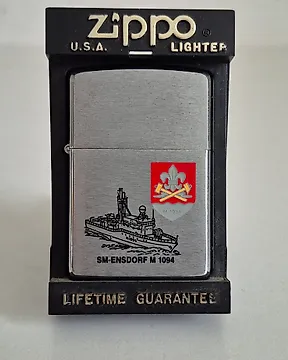 Zippo
U.S.A. LIGHTER
SM-ENSDORF M 1094
LIFETIME GUARANTEE